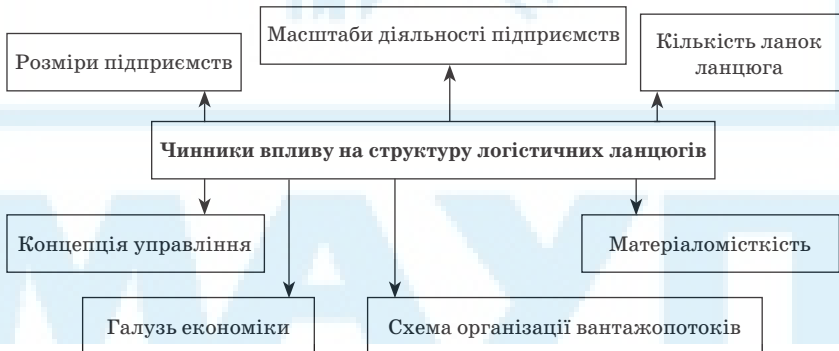 Масштаби діяльності підприємств
Розміри підприємств
Кількість ланок
ланцюга
Чинники впливу на структуру логістичних ланцюгів
Концепція управління
Матеріаломісткість
Галузь економіки
Схема організації вантажопотоків
МАУП